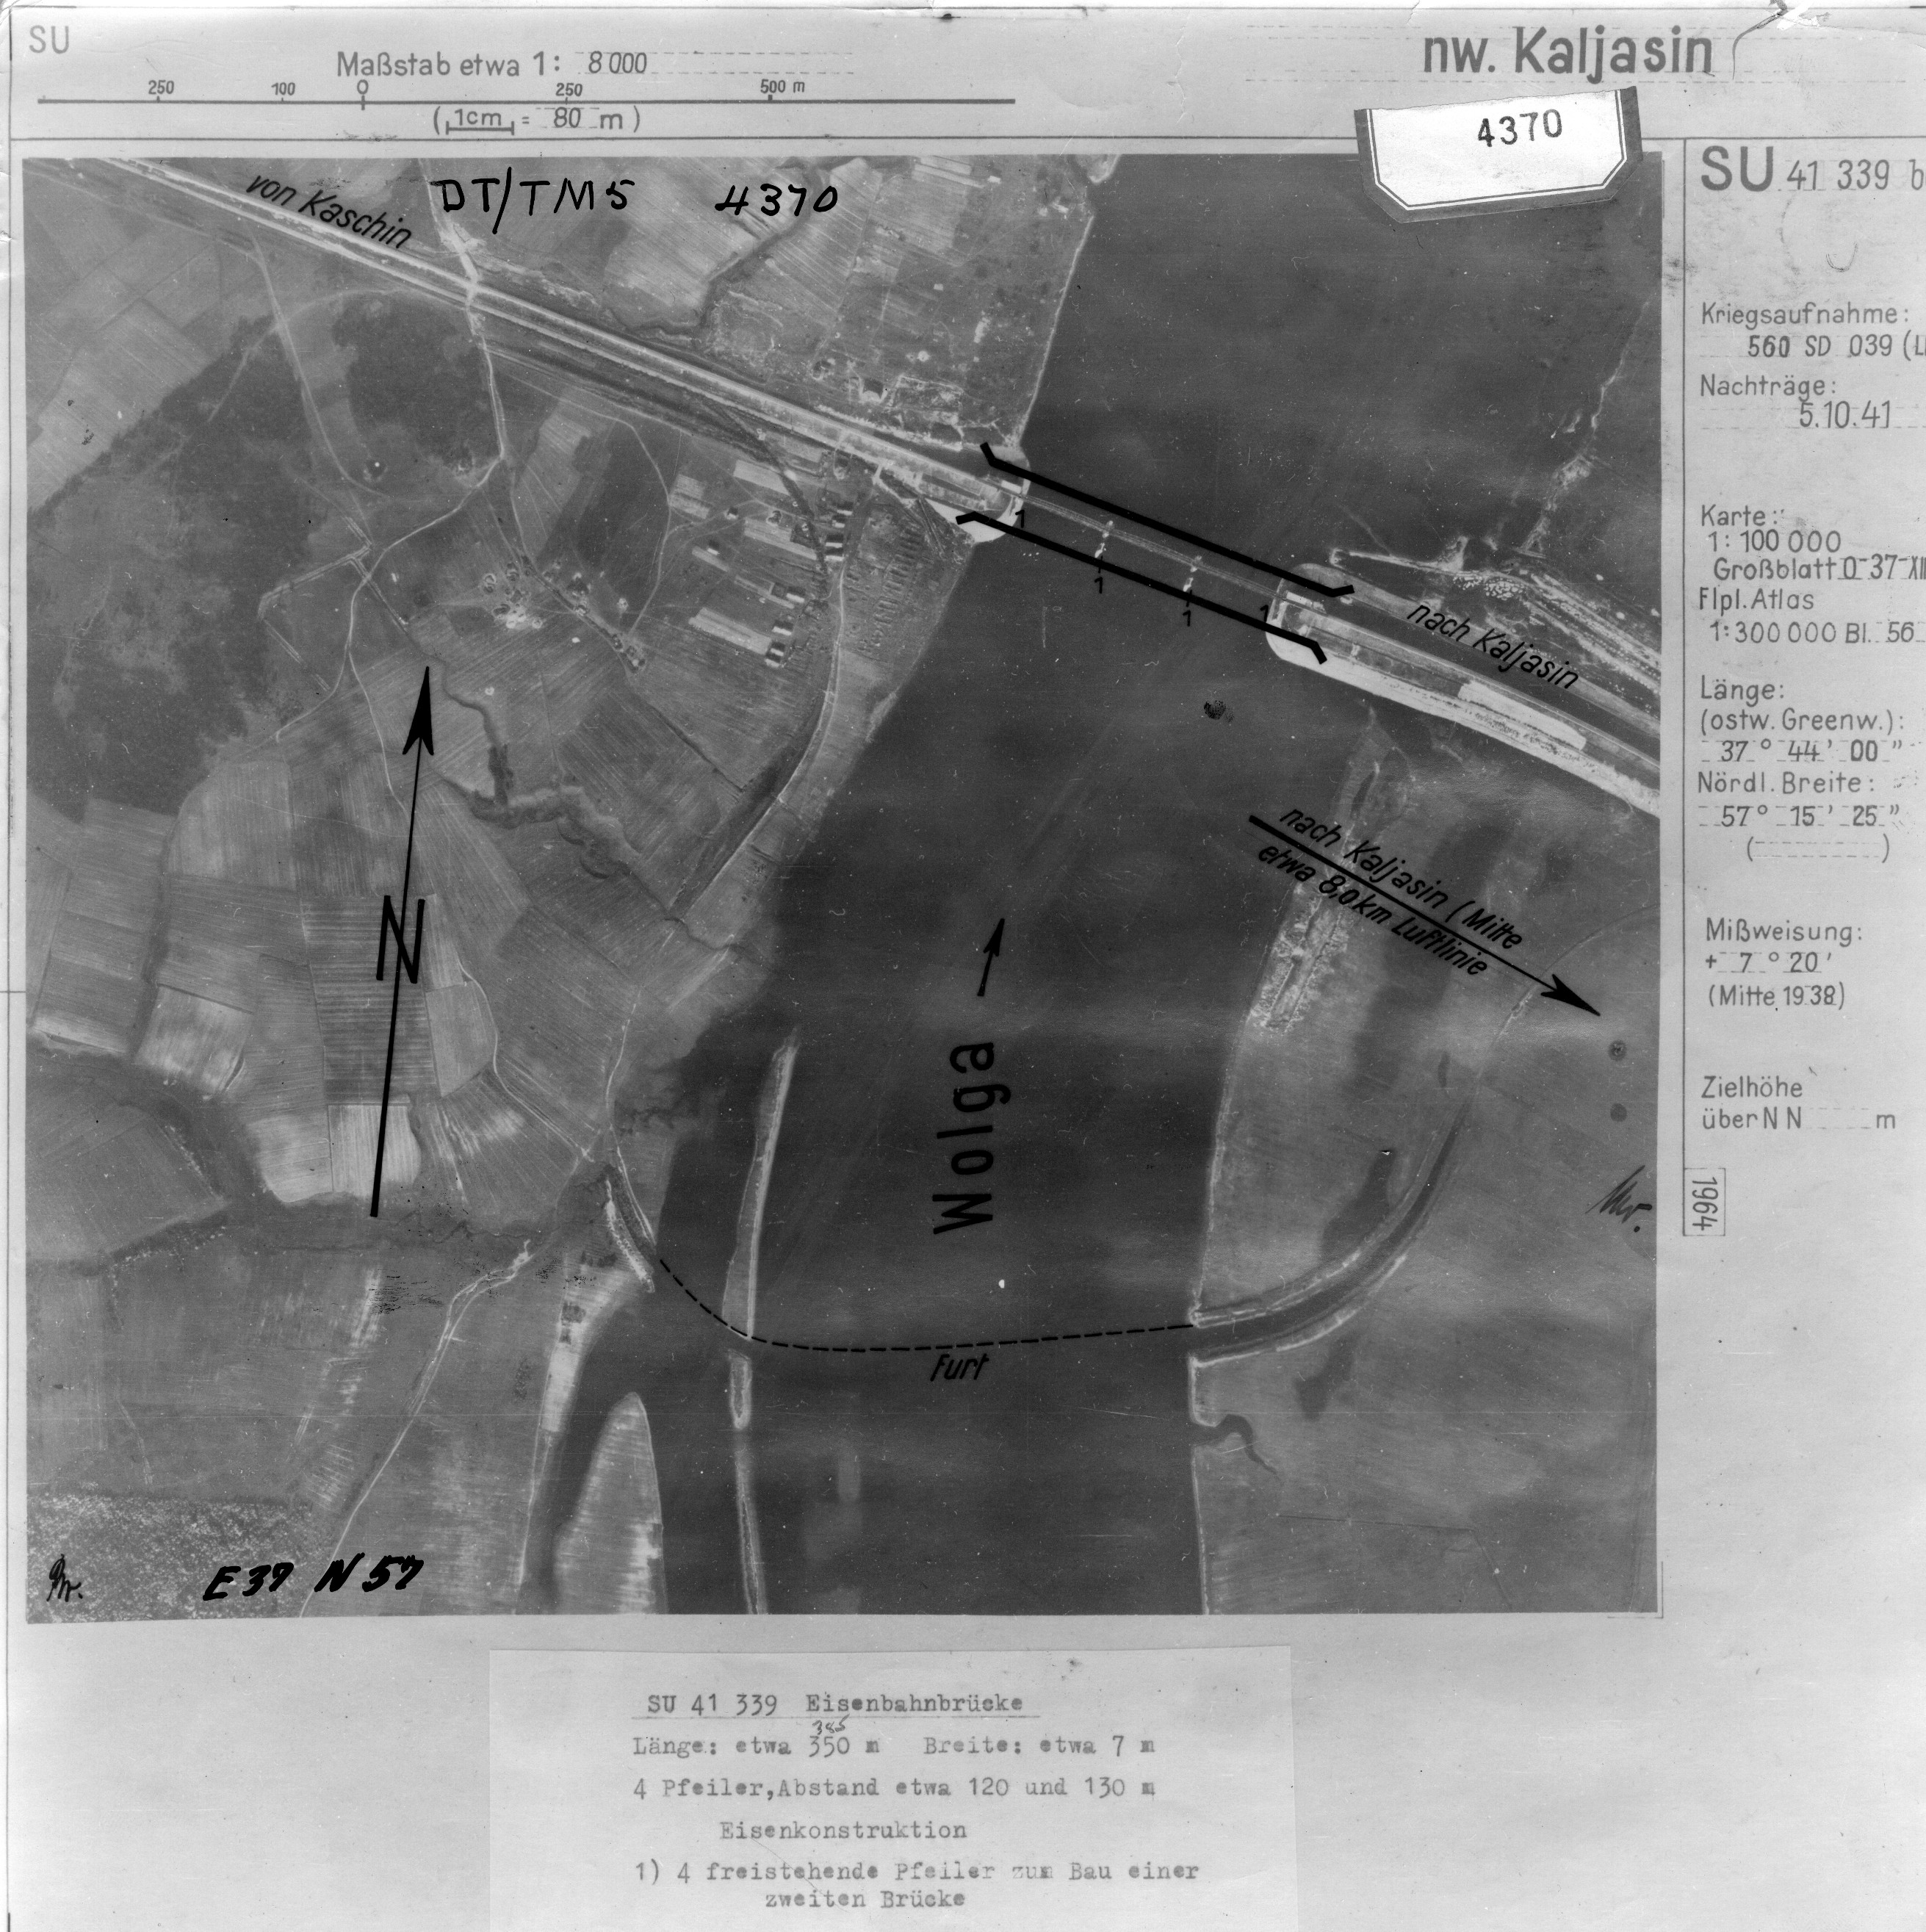 SU
Maßstab etwa 1: 8000
250 100 0 250 500 m
(1cm = 80 m)
nw. Kaljasin
4370
SU 41 339 b
von Kaschin
DT/TM5 4370
Kriegsaufnahme:
560 SD 039
Nachträge:
5.10.41
Karte:
1: 100 000
Großblatt O-37-XII
Flpl. Atlas
1:300 000 Bl. 56
Länge:
(ostw. Greenw.):
37° 44' 00"
Nördl. Breite:
57° 15' 25"
( )
Mißweisung:
+ 7° 20'
(Mitte 1938)
Zielhöhe
über NN m
1964
1
1
1
1
nach Kaljasin
nach Kaljasin (Mitte
etwa 8,0km Luftlinie
N
Wolga
Furt
E 37 N 57
SU 41 339 Eisenbahnbrücke
385
Länge: etwa 350 m Breite: etwa 7 m
4 Pfeiler, Abstand etwa 120 und 130 m
Eisenkonstruktion
1) 4 freistehende Pfeiler zum Bau einer
zweiten Brücke